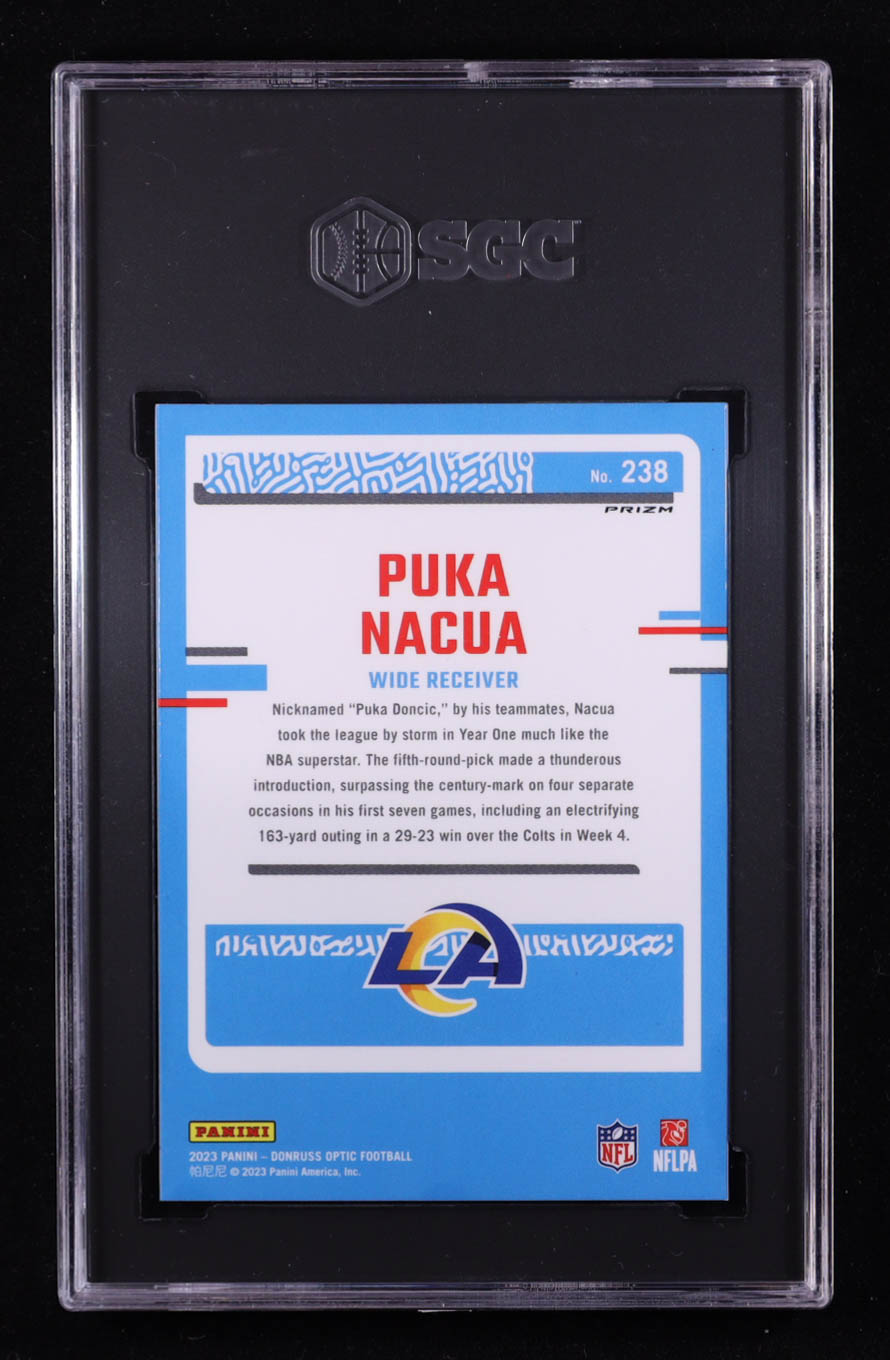 SGC
No. 238
PRIZM
PUKA
NACUA
WIDE RECEIVER
Nicknamed “Puka Doncic,” by his teammates, Nacua
took the league by storm in Year One much like the
NBA superstar. The fifth-round-pick made a thunderous
introduction, surpassing the century-mark on four separate
occasions in his first seven games, including an electrifying
163-yard outing in a 29-23 win over the Colts in Week 4.
LA
PANINI
2023 PANINI – DONRUSS OPTIC FOOTBALL
帕尼尼 © 2023 Panini America, Inc.
NFL
NFLPA